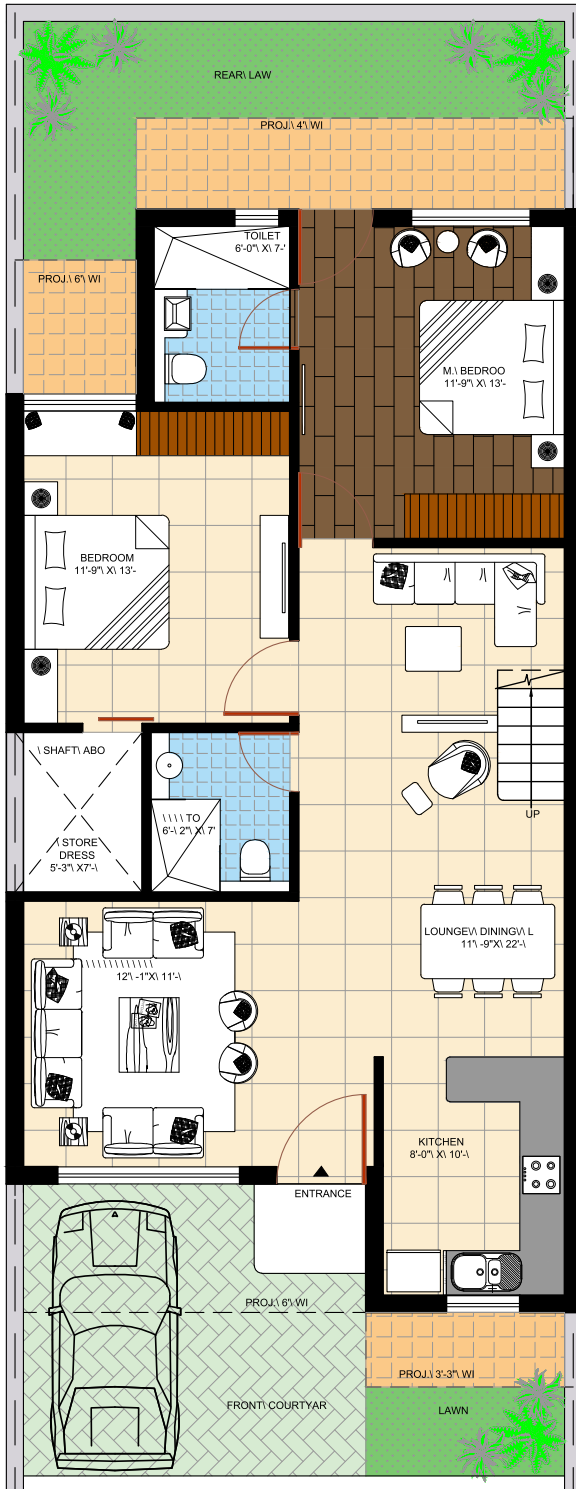 REAR\ LAW
PROJ.\ 4'\ WI
TOILET
6'-0"\ X\ 7-'
PROJ.\ 6"\ WI
M.\ BEDROO
11'-9"\ X\ 13'-
BEDROOM
11'-9"\ X\ 13'-
\ SHAFT\ ABO
\ \ \ \ TO
6'-\ 2"\ X\ 7'
\ STORE
DRESS
5'-3"\ X7'-\
UP
LOUNGE\\ DINING\\ L
11'\ -9"X\ 22'-\
\\\\\\\\\\
12'\ -1"X\ 11'-\
KITCHEN
8'-0"\ X\ 10'-\
ENTRANCE
PROJ.\ 6"\ WI
PROJ.\ 3'-3"\ WI
FRONT\ COURTYAR
LAWN